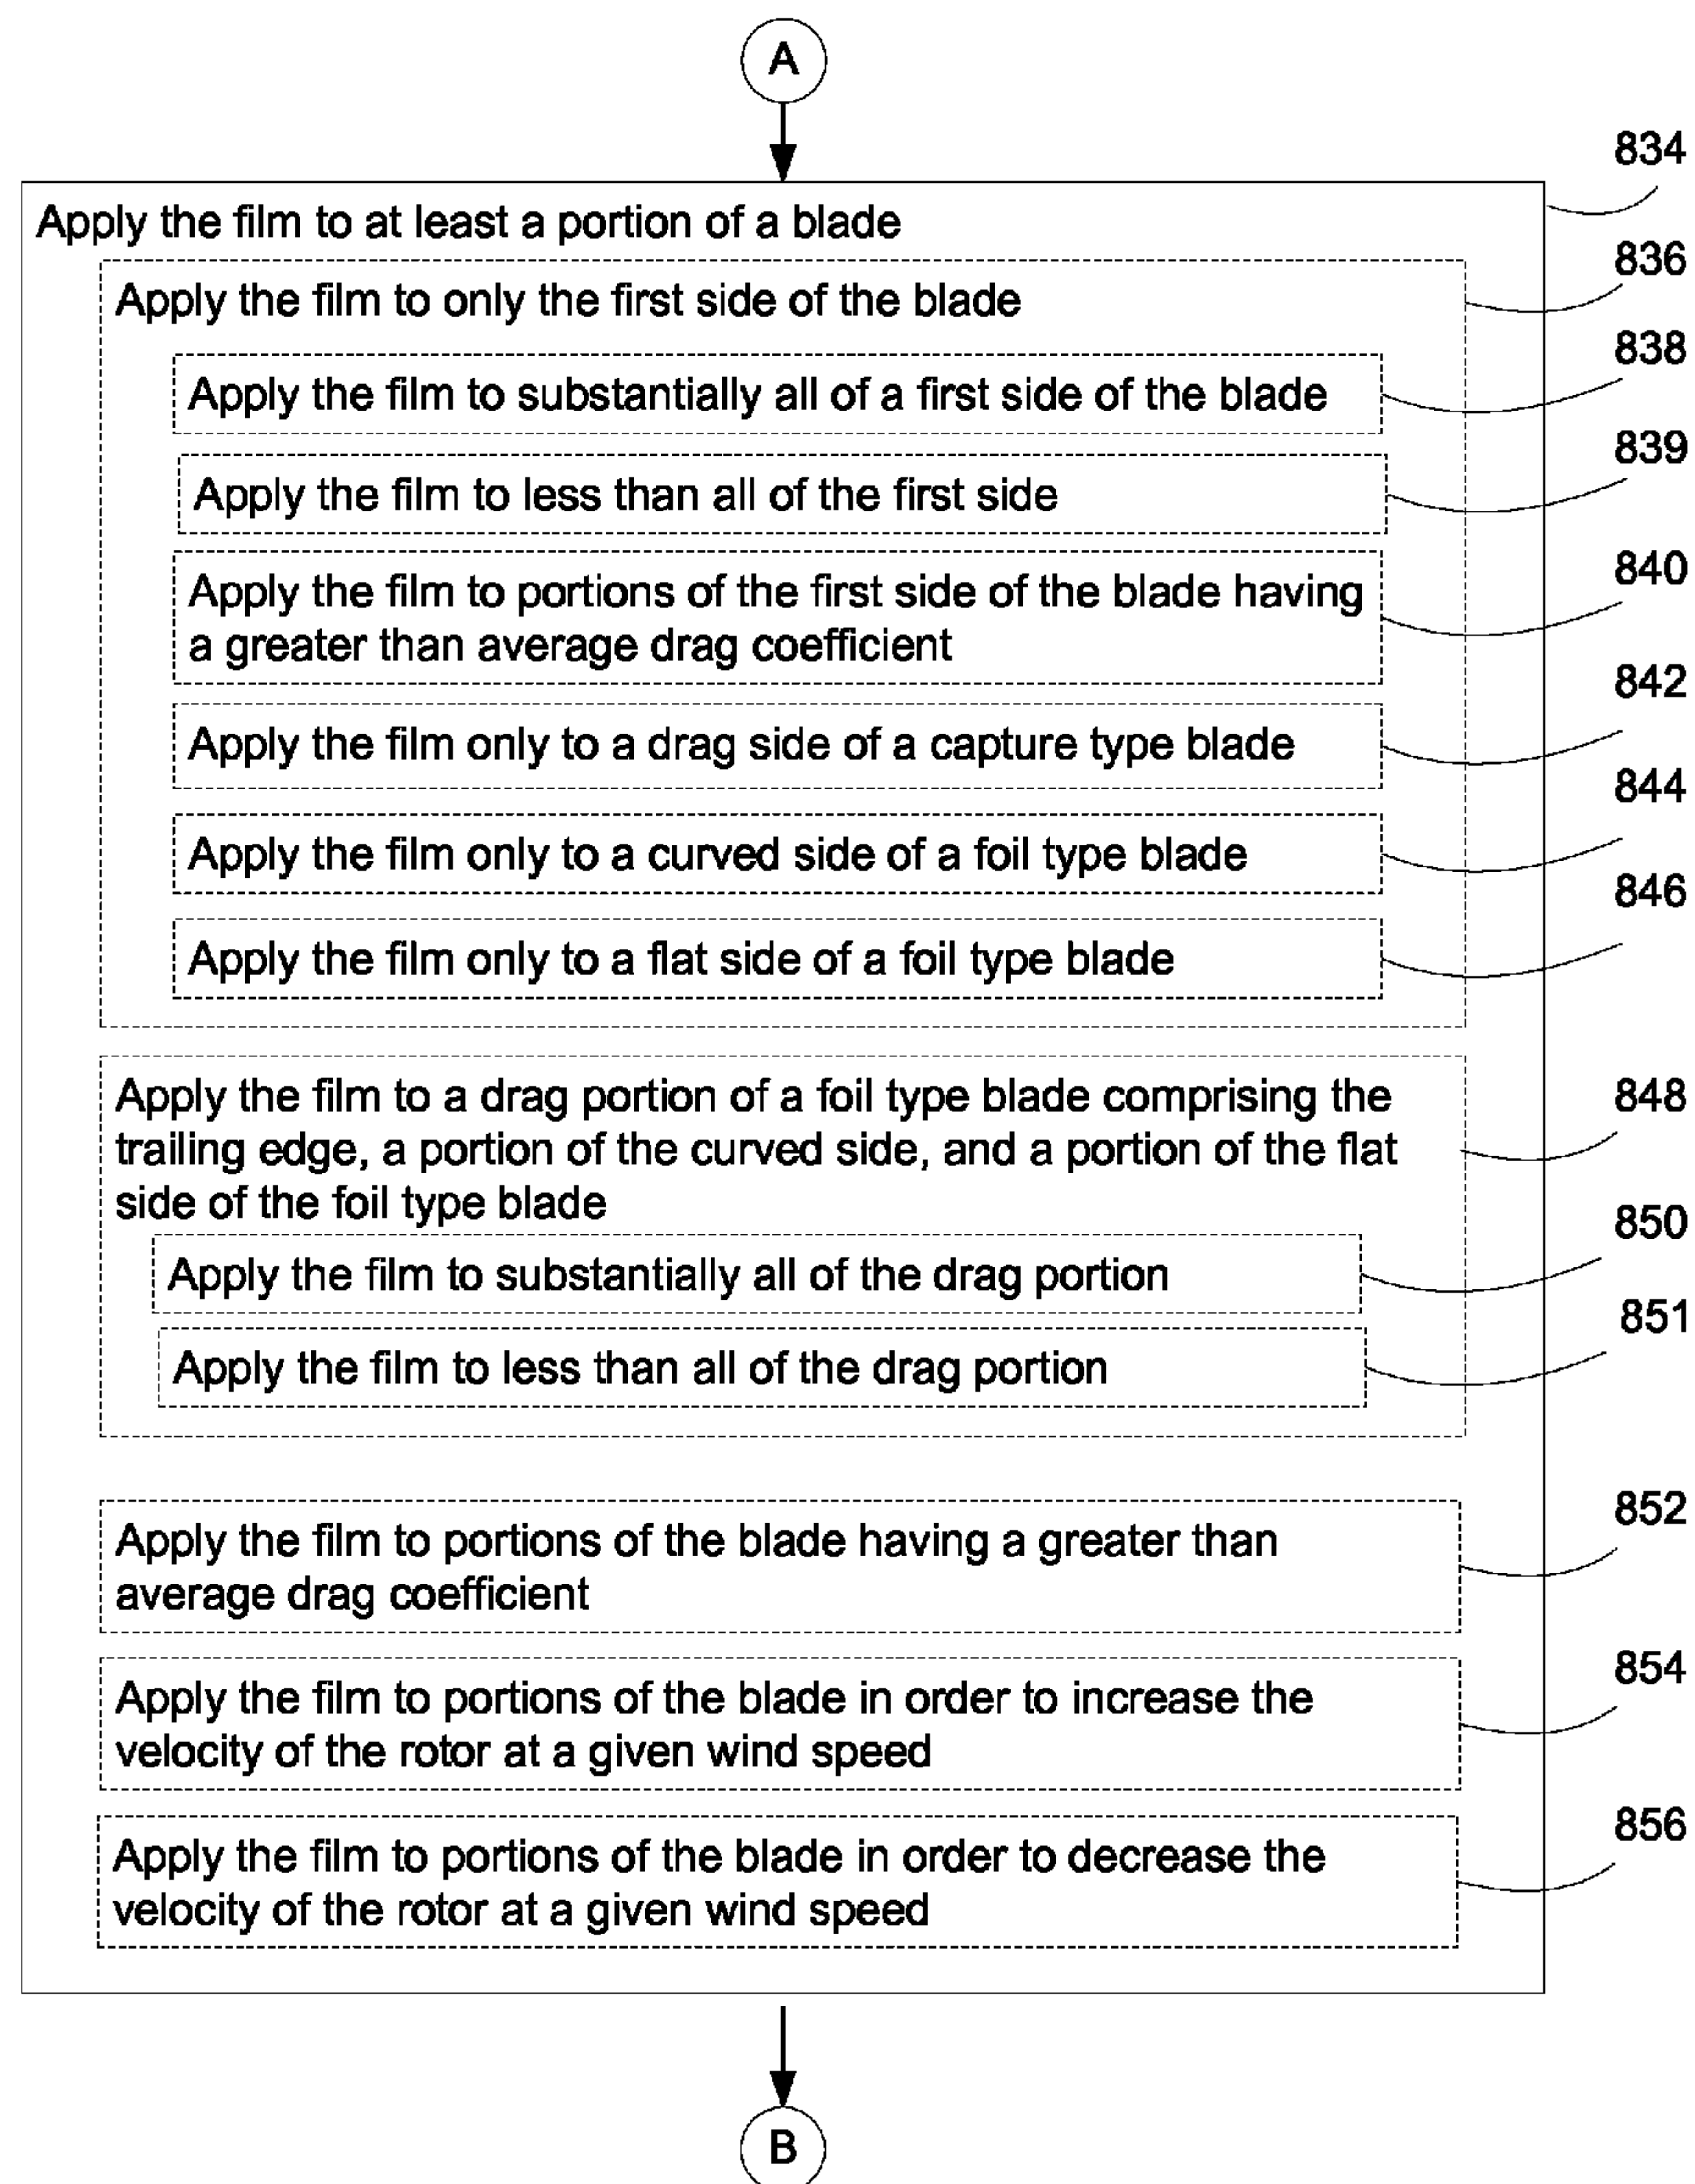 A
834
Apply the film to at least a portion of a blade
836
Apply the film to only the first side of the blade
838
Apply the film to substantially all of a first side of the blade
839
Apply the film to less than all of the first side
840
Apply the film to portions of the first side of the blade having
a greater than average drag coefficient
842
Apply the film only to a drag side of a capture type blade
844
Apply the film only to a curved side of a foil type blade
846
Apply the film only to a flat side of a foil type blade
848
Apply the film to a drag portion of a foil type blade comprising the
trailing edge, a portion of the curved side, and a portion of the flat
side of the foil type blade
850
Apply the film to substantially all of the drag portion
851
Apply the film to less than all of the drag portion
852
Apply the film to portions of the blade having a greater than
average drag coefficient
854
Apply the film to portions of the blade in order to increase the
velocity of the rotor at a given wind speed
856
Apply the film to portions of the blade in order to decrease the
velocity of the rotor at a given wind speed
B